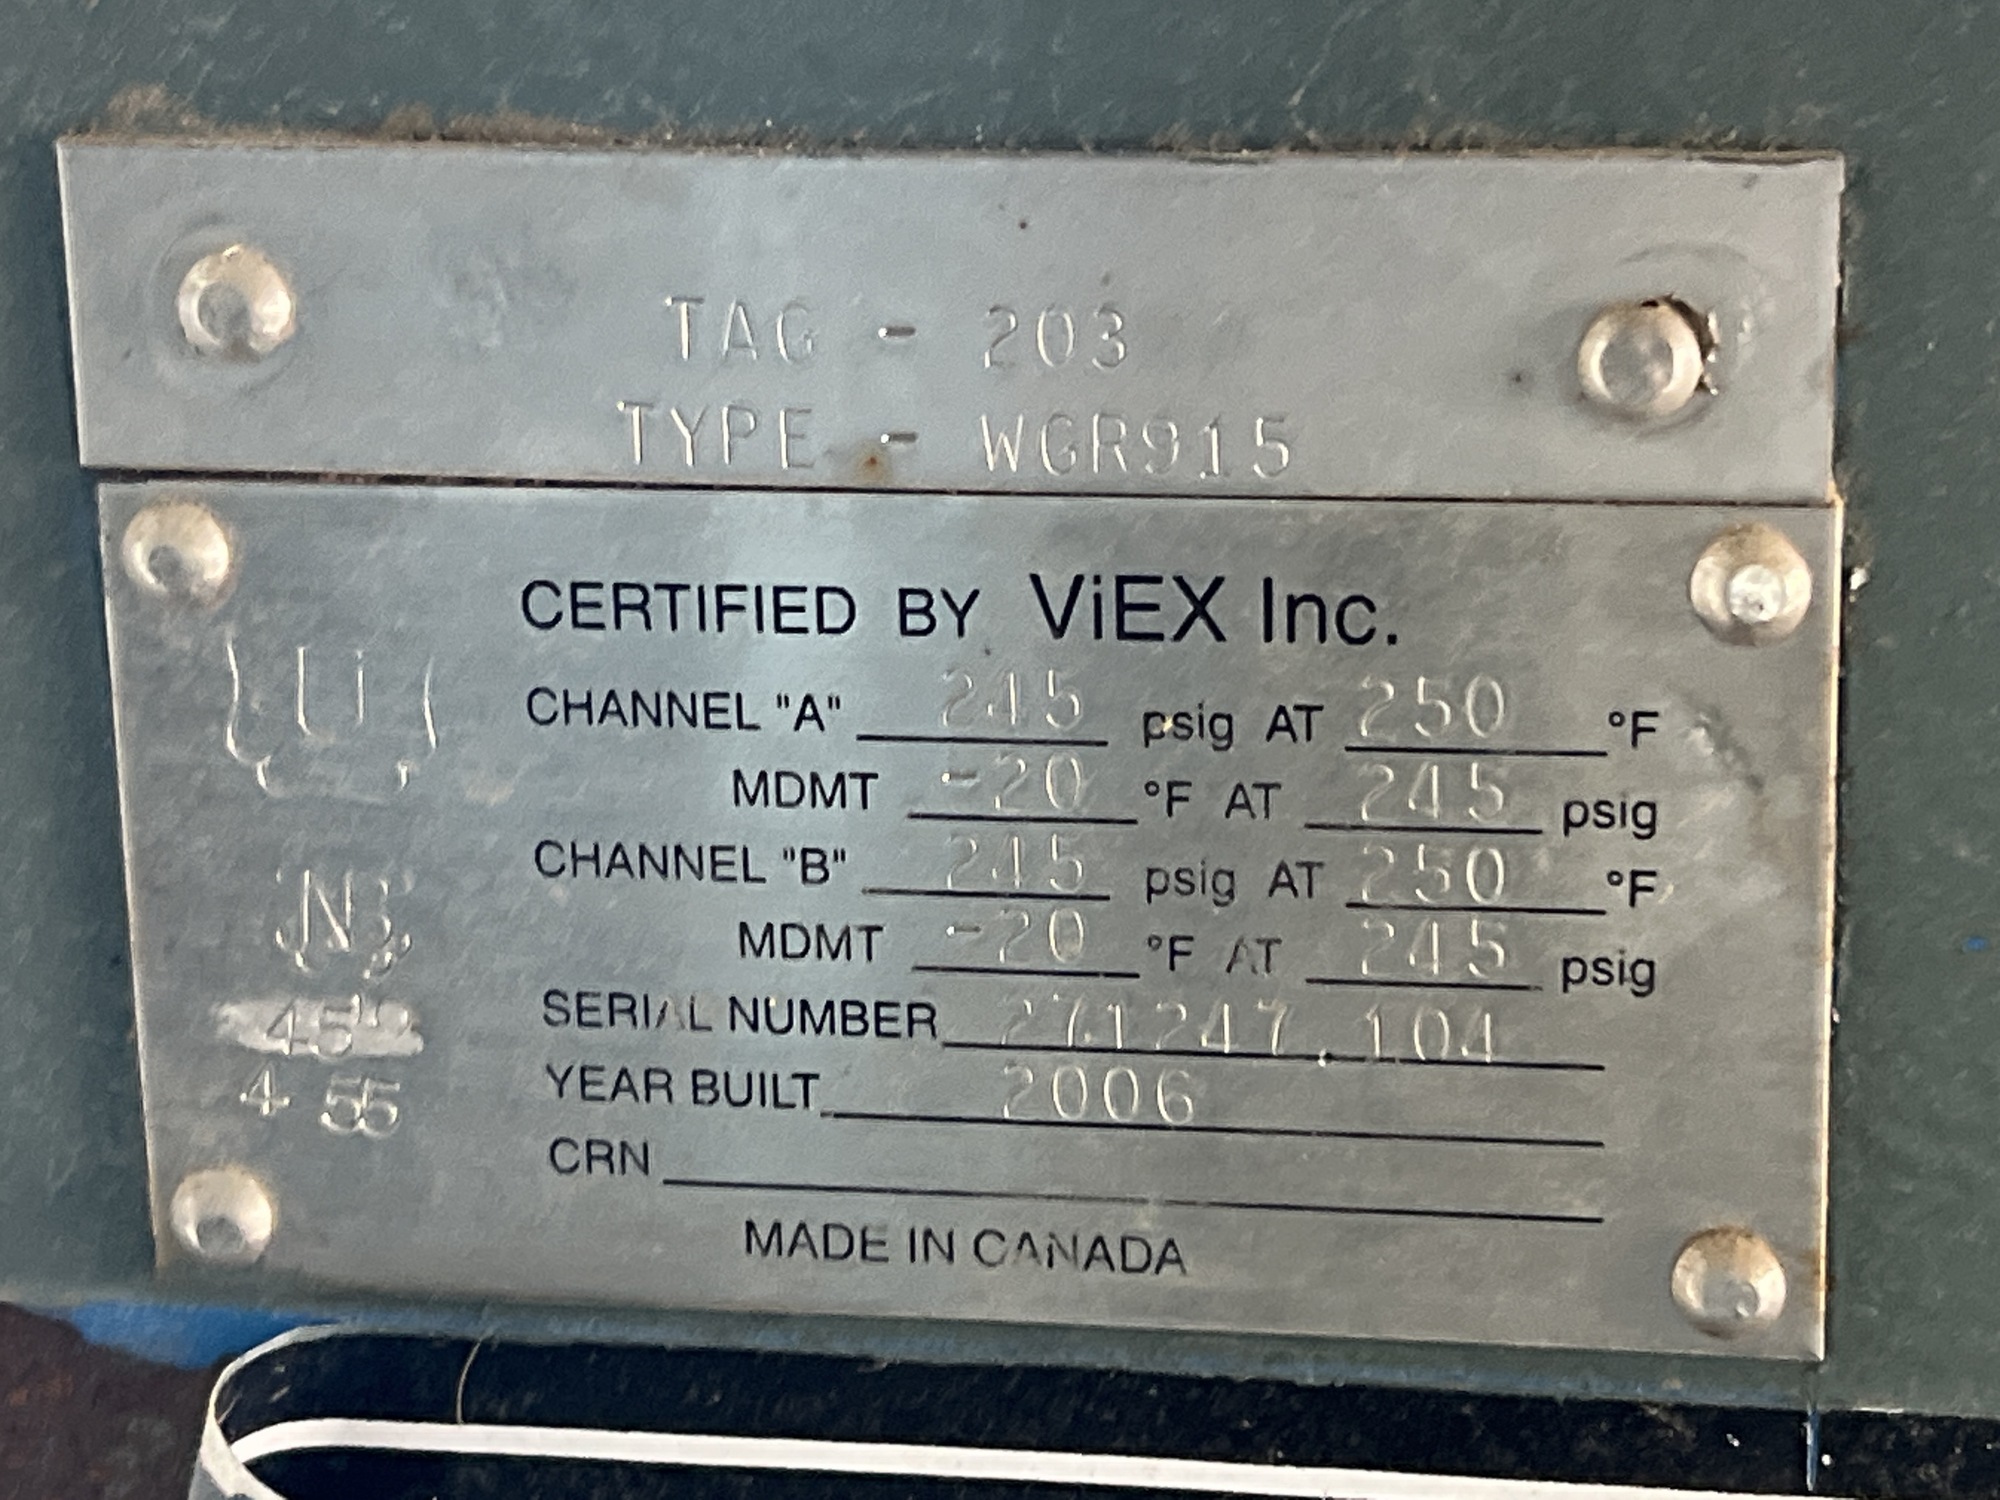 TAG - 203
TYPE - WGR915
CERTIFIED BY ViEX Inc.
U
CHANNEL "A" 245 psig AT 250 °F
MDMT -20 °F AT 245 psig
CHANNEL "B" 245 psig AT 250 °F
MDMT -20 °F AT 245 psig
SERIAL NUMBER 271247.104
YEAR BUILT 2006
CRN
MADE IN CANADA